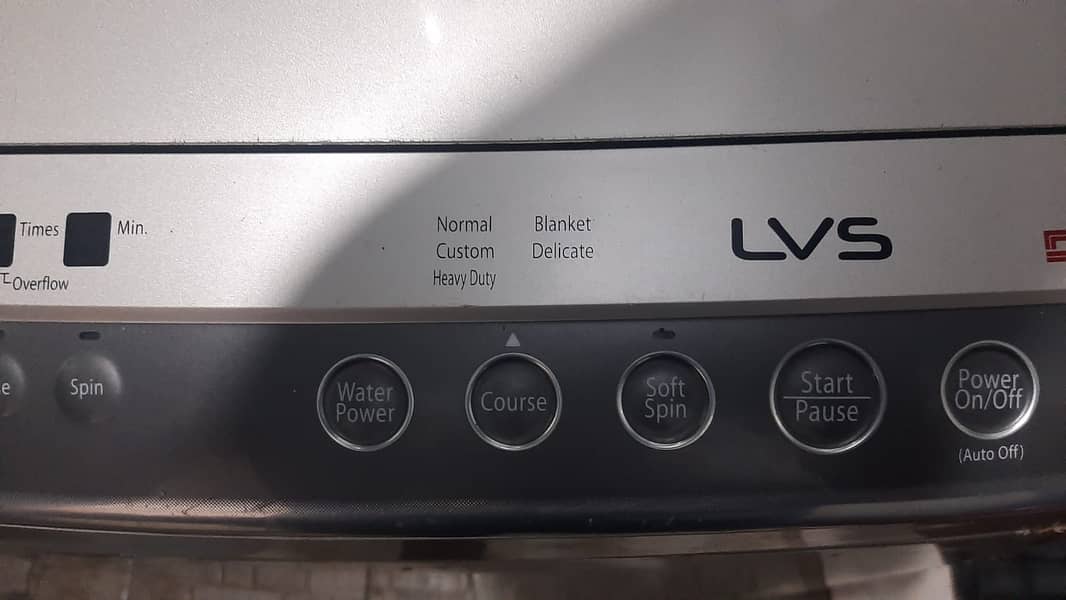 Times Min.
Overflow
Normal Blanket
Custom Delicate
Heavy Duty
LVS
e
Spin
Water
Power
Course
Soft
Spin
Start
Pause
Power
On/Off
(Auto Off)